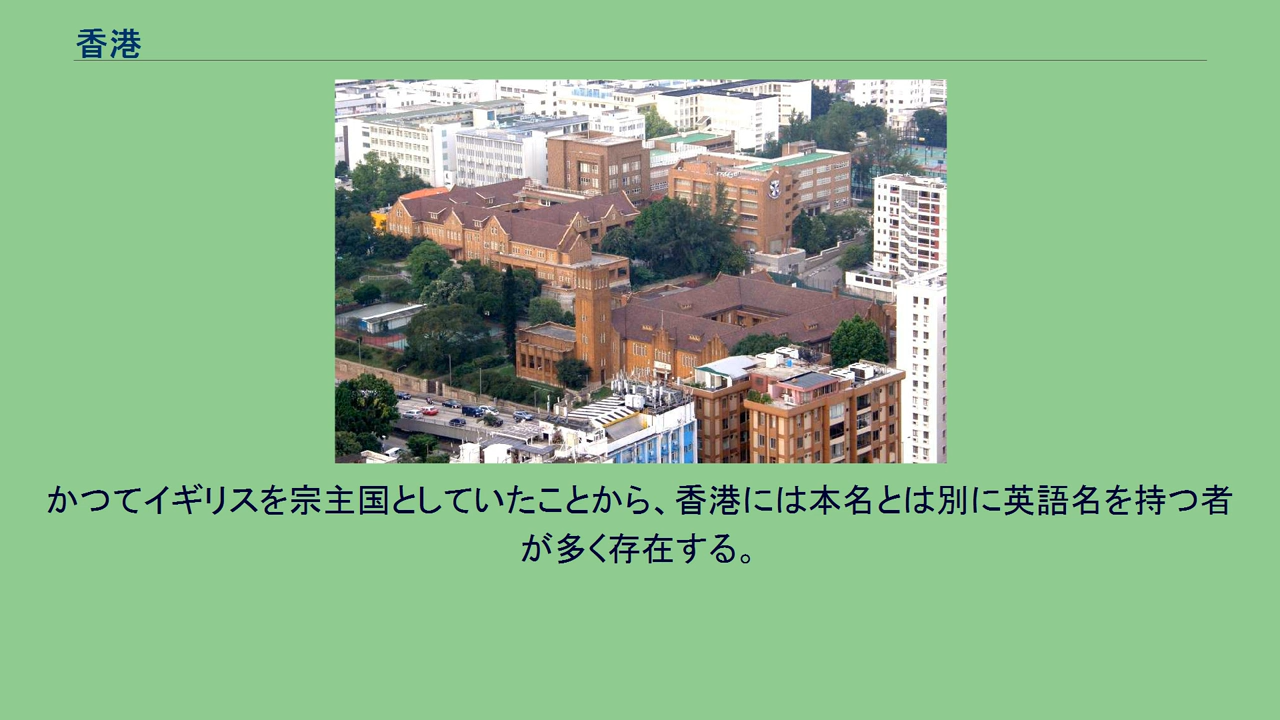 香港
かつてイギリスを宗主国としていたことから、香港には本名とは別に英語名を持つ者
が多く存在する。